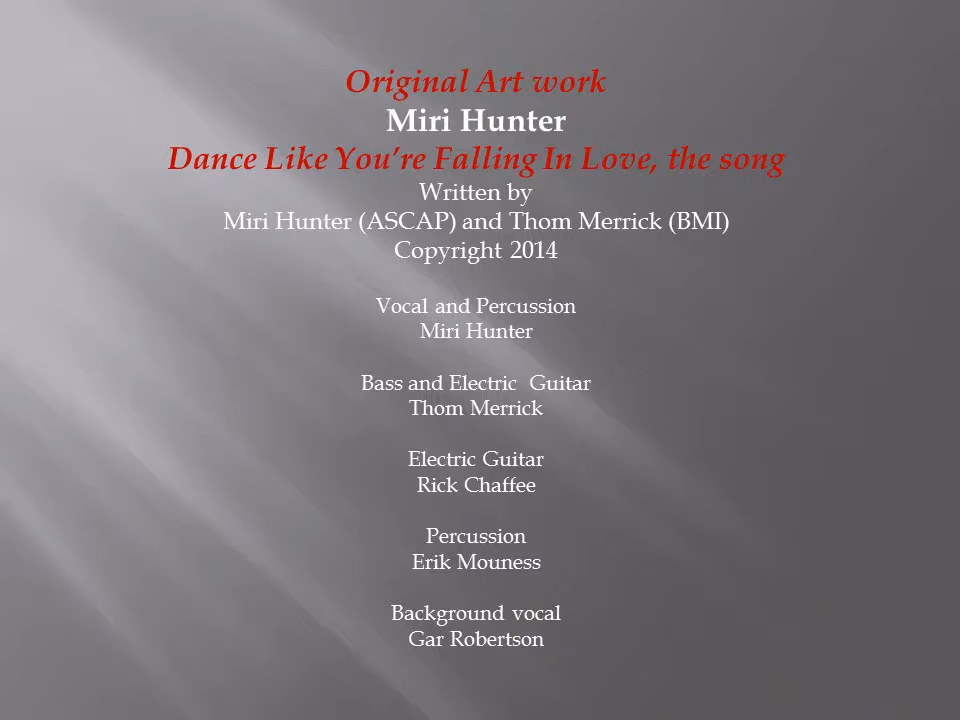 Original Art work
Miri Hunter
Dance Like You’re Falling In Love, the song
Written by
Miri Hunter (ASCAP) and Thom Merrick (BMI)
Copyright 2014
Vocal and Percussion
Miri Hunter
Bass and Electric  Guitar
Thom Merrick
Electric Guitar
Rick Chaffee
Percussion
Erik Mouness
Background vocal
Gar Robertson